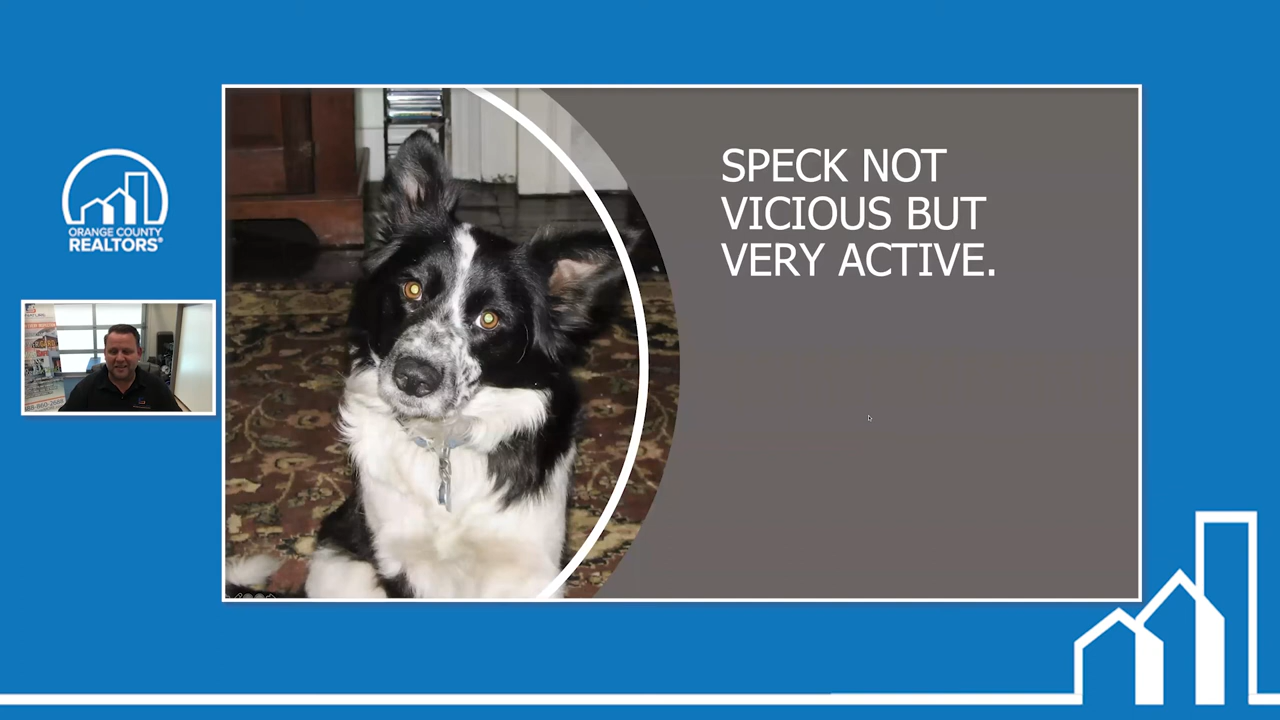 ORANGE COUNTY
REALTORS®
SPECK NOT
VICIOUS BUT
VERY ACTIVE.